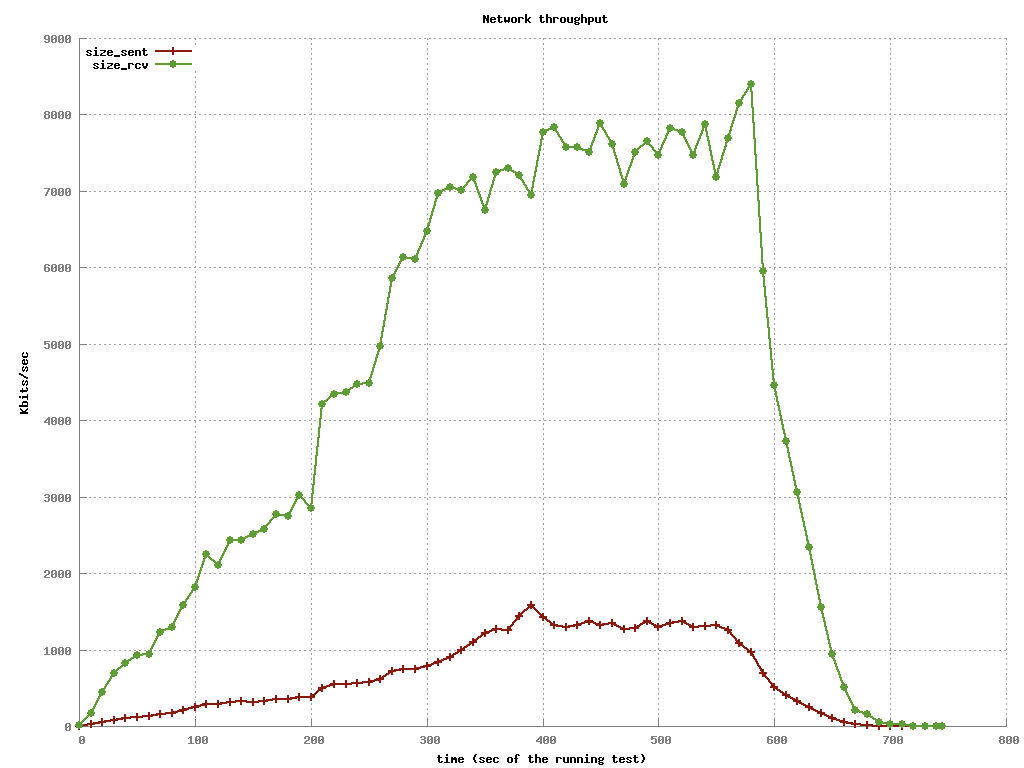 Network throughput
9000
size_sent
size_rcv
8000
7000
6000
5000
Kbits/sec
4000
3000
2000
1000
0
0 100 200 300 400 500 600 700 800
time (sec of the running test)